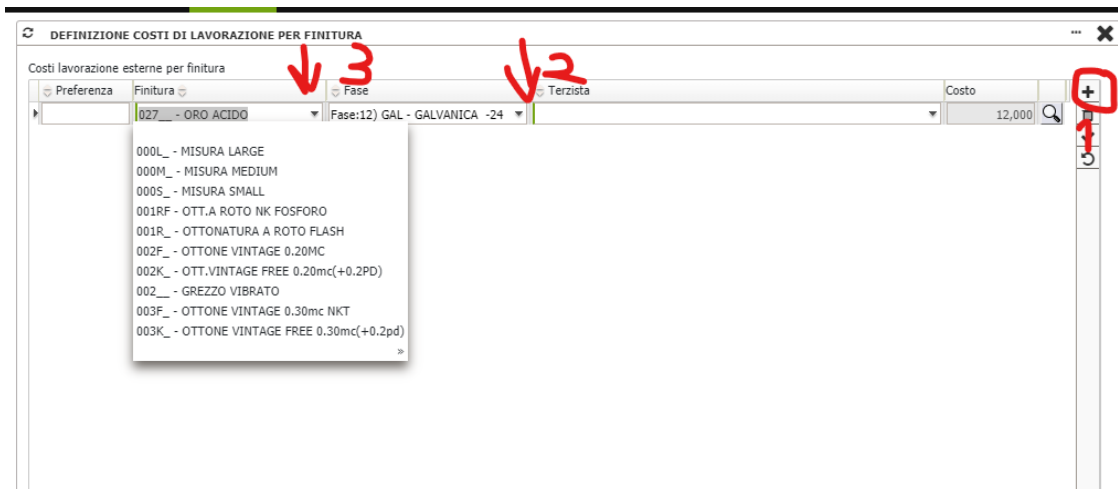 DEFINIZIONE COSTI DI LAVORAZIONE PER FINITURA
Costi lavorazione esterne per finitura
3 2
Preferenza Finitura Fase Terzista Costo
027__ - ORO ACIDO Fase:12) GAL - GALVANICA -24 12,000
1
000L_ - MISURA LARGE
000M_ - MISURA MEDIUM
000S_ - MISURA SMALL
001RF - OTT.A ROTO NK FOSFORO
001R_ - OTTONATURA A ROTO FLASH
002F_ - OTTONE VINTAGE 0.20MC
002K_ - OTT.VINTAGE FREE 0.20mc(+0.2PD)
002__ - GREZZO VIBRATO
003F_ - OTTONE VINTAGE 0.30mc NKT
003K_ - OTTONE VINTAGE FREE 0.30mc(+0.2pd)
»